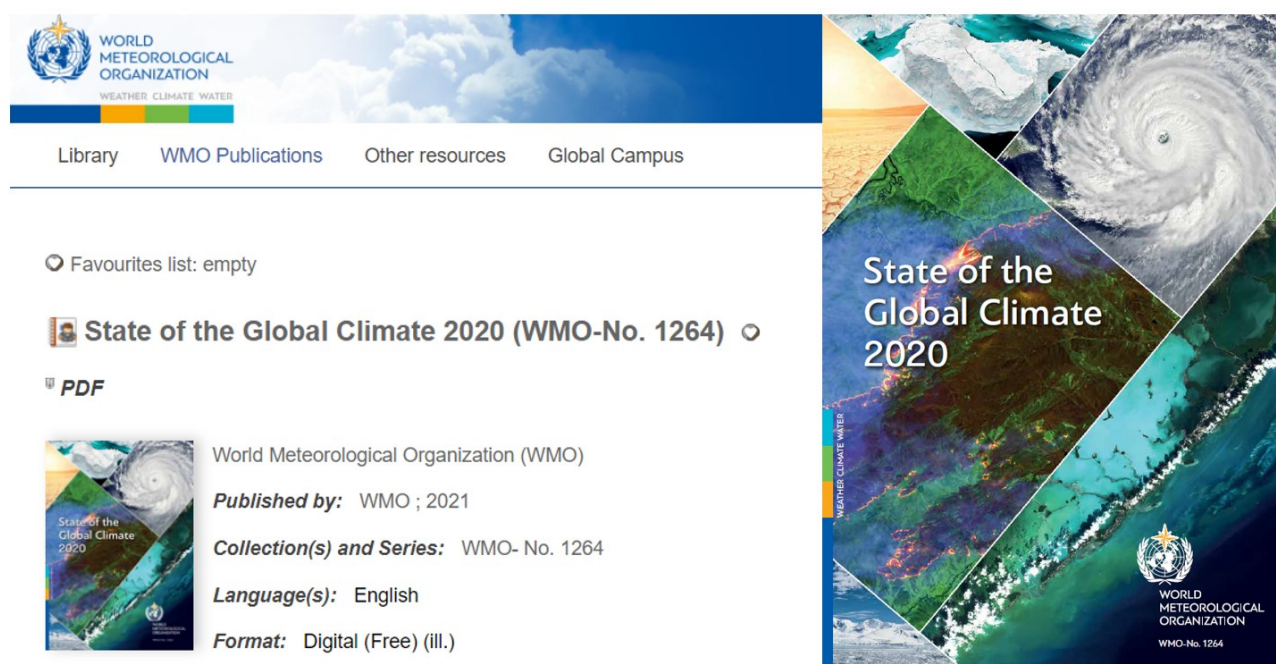 WORLD
METEOROLOGICAL
ORGANIZATION
WEATHER CLIMATE WATER
Library WMO Publications Other resources Global Campus
Favourites list: empty
State of the Global Climate 2020 (WMO-No. 1264)
PDF
State of the
Global Climate
2020
World Meteorological Organization (WMO)
Published by: WMO ; 2021
Collection(s) and Series: WMO- No. 1264
Language(s): English
Format: Digital (Free) (ill.)
State of the
Global Climate
2020
WEATHER CLIMATE WATER
WORLD
METEOROLOGICAL
ORGANIZATION
WMO-No. 1264